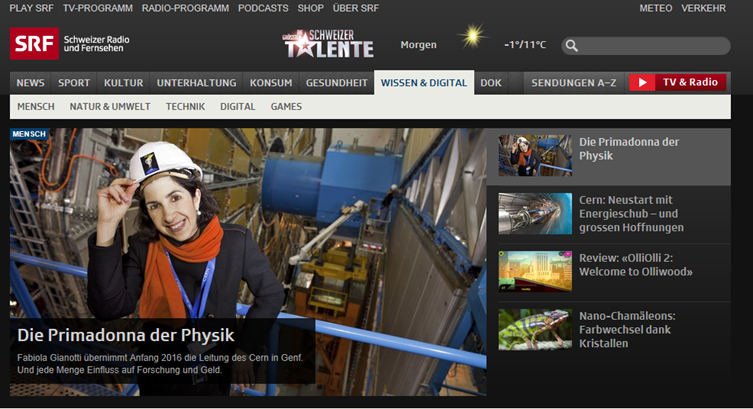 PLAY SRF TV-PROGRAMM RADIO-PROGRAMM PODCASTS SHOP ÜBER SRF METEO VERKEHR
SRF Schweizer Radio
und Fernsehen
SCHWEIZER
TALENTE
Morgen -1°/11°C
NEWS SPORT KULTUR UNTERHALTUNG KONSUM GESUNDHEIT WISSEN & DIGITAL DOK SENDUNGEN A–Z TV & Radio
MENSCH NATUR & UMWELT TECHNIK DIGITAL GAMES
MENSCH
Die Primadonna der Physik
Fabiola Gianotti übernimmt Anfang 2016 die Leitung des Cern in Genf.
Und jede Menge Einfluss auf Forschung und Geld.
Die Primadonna der
Physik
Cern: Neustart mit
Energieschub – und
grossen Hoffnungen
Review: «OlliOlli 2:
Welcome to Olliwood»
Nano-Chamäleons:
Farbwechsel dank
Kristallen